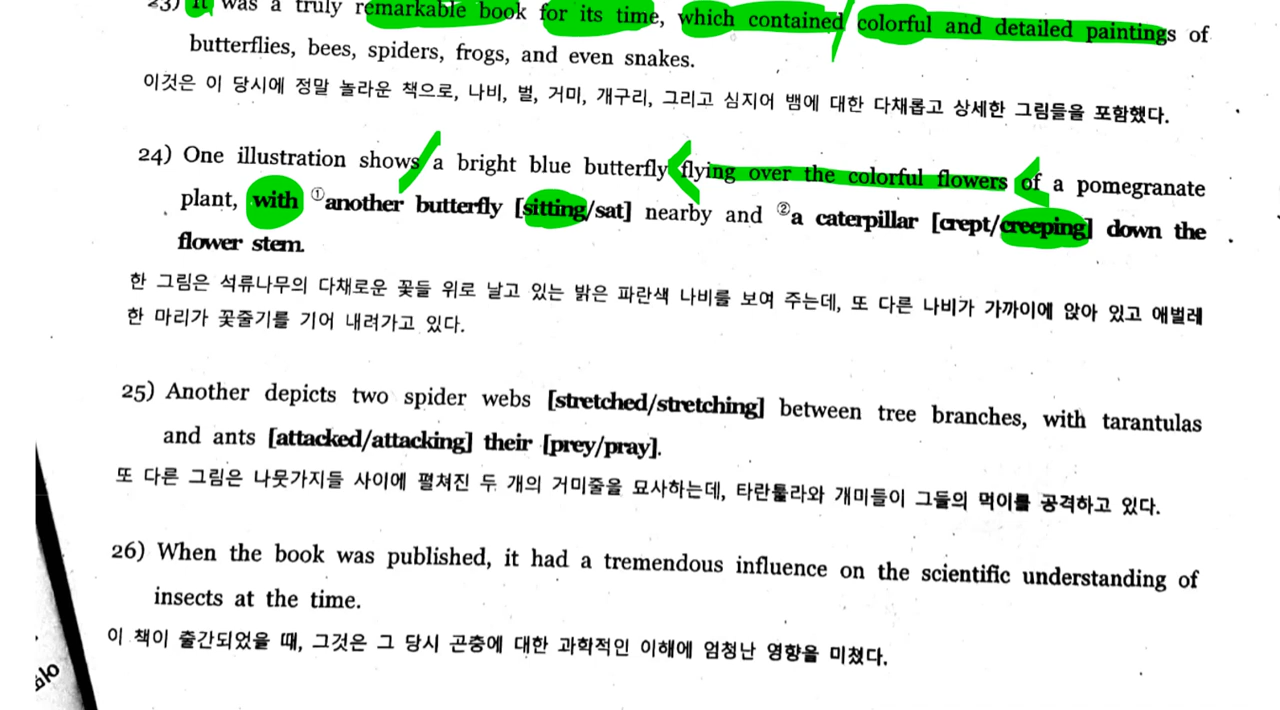 23) It was a truly remarkable book for its time, which contained colorful and detailed paintings of
butterflies, bees, spiders, frogs, and even snakes.
이것은 이 당시에 정말 놀라운 책으로, 나비, 벌, 거미, 개구리, 그리고 심지어 뱀에 대한 다채롭고 상세한 그림들을 포함했다.
24) One illustration shows a bright blue butterfly flying over the colorful flowers of a pomegranate
plant, with ①another butterfly [sitting/sat] nearby and ②a caterpillar [crept/creeping] down the
flower stem.
한 그림은 석류나무의 다채로운 꽃들 위로 날고 있는 밝은 파란색 나비를 보여 주는데, 또 다른 나비가 가까이에 앉아 있고 애벌레
한 마리가 꽃줄기를 기어 내려가고 있다.
25) Another depicts two spider webs [stretched/stretching] between tree branches, with tarantulas
and ants [attacked/attacking] their [prey/pray].
또 다른 그림은 나뭇가지들 사이에 펼쳐진 두 개의 거미줄을 묘사하는데, 타란툴라와 개미들이 그들의 먹이를 공격하고 있다.
26) When the book was published, it had a tremendous influence on the scientific understanding of
insects at the time.
이 책이 출간되었을 때, 그것은 그 당시 곤충에 대한 과학적인 이해에 엄청난 영향을 미쳤다.